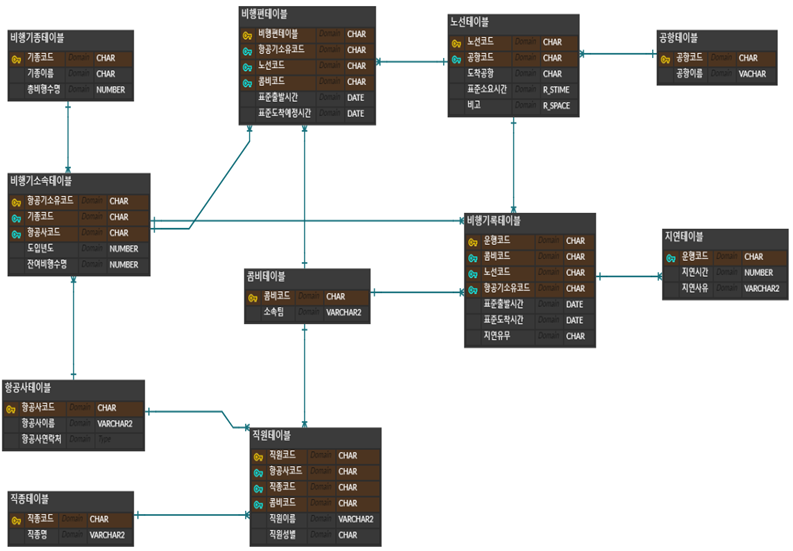 비행기종테이블
기종코드 Domain CHAR
기종이름 Domain CHAR
총비행수명 Domain NUMBER
비행편테이블
비행편테이블 Domain CHAR
항공기소유코드 Domain CHAR
노선코드 Domain CHAR
콤비코드 Domain CHAR
표준출발시간 Domain DATE
표준도착예정시간 Domain DATE
노선테이블
노선코드 Domain CHAR
공항코드 Domain CHAR
도착공항 Domain CHAR
표준소요시간 Domain R_STIME
비고 Domain R_SPACE
공항테이블
공항코드 Domain CHAR
공항이름 Domain VACHAR
비행기소속테이블
항공기소유코드 Domain CHAR
기종코드 Domain CHAR
항공사코드 Domain CHAR
도입년도 Domain NUMBER
잔여비행수명 Domain NUMBER
콤비테이블
콤비코드 Domain CHAR
소속팀 Domain VARCHAR2
비행기록테이블
운행코드 Domain CHAR
콤비코드 Domain CHAR
노선코드 Domain CHAR
항공기소유코드 Domain CHAR
표준출발시간 Domain DATE
표준도착시간 Domain DATE
지연유무 Domain CHAR
지연테이블
운행코드 Domain CHAR
지연시간 Domain NUMBER
지연사유 Domain VARCHAR2
항공사테이블
항공사코드 Domain CHAR
항공사이름 Domain VARCHAR2
항공사연락처 Domain Type
직원테이블
직원코드 Domain CHAR
항공사코드 Domain CHAR
직종코드 Domain CHAR
콤비코드 Domain CHAR
직원이름 Domain VARCHAR2
직원성별 Domain CHAR
직종테이블
직종코드 Domain CHAR
직종명 Domain VARCHAR2